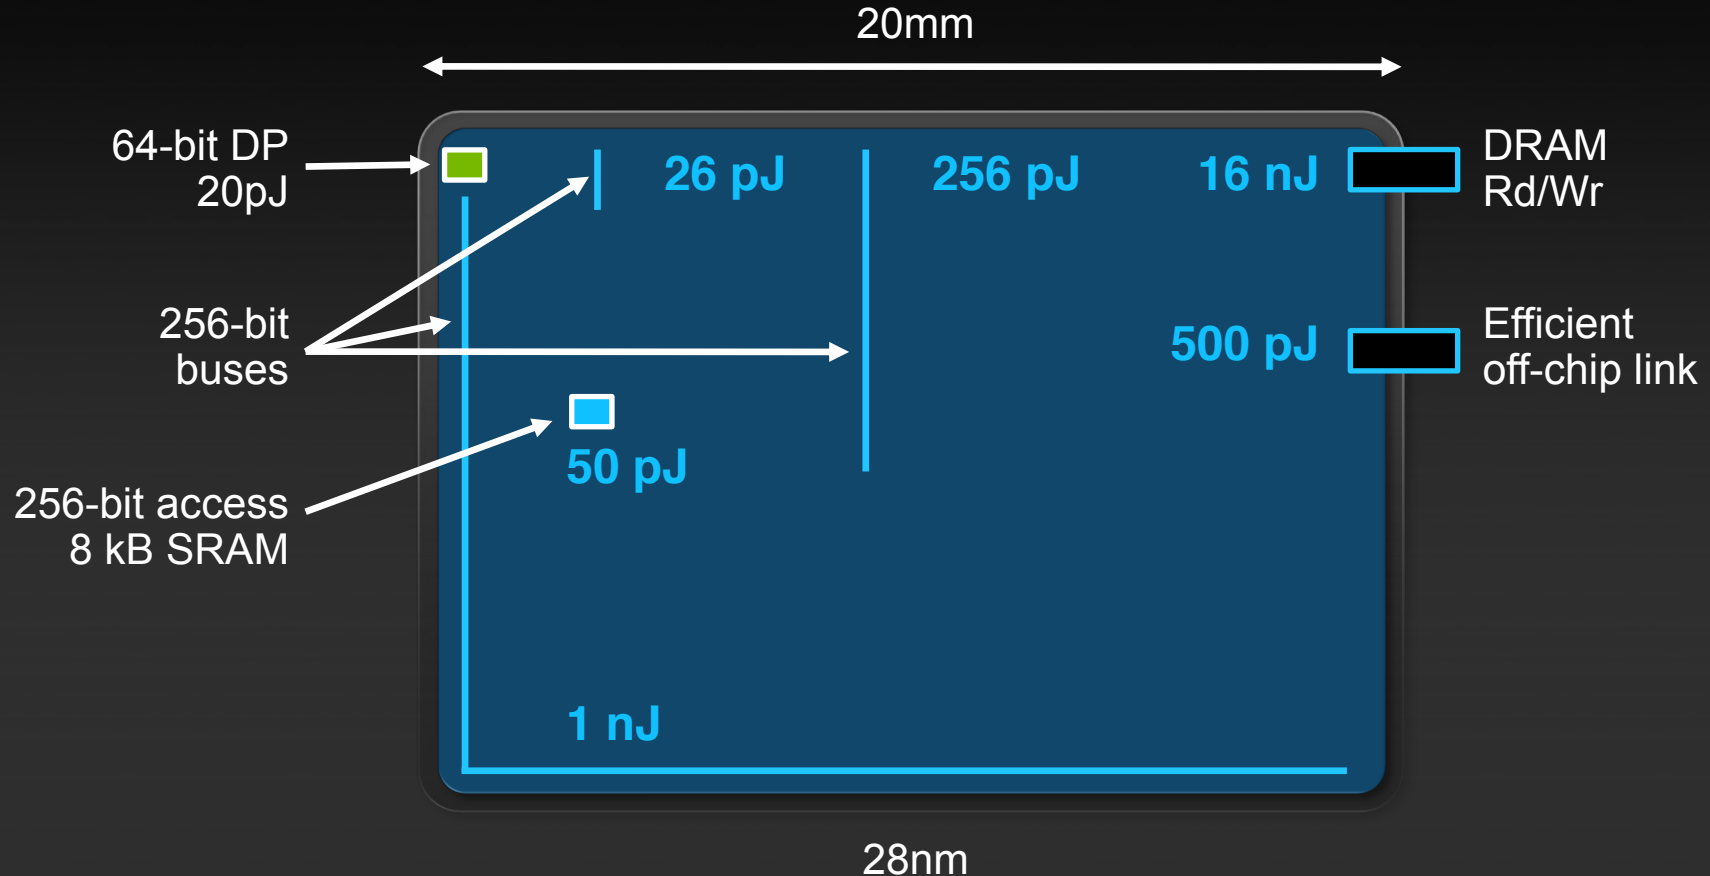 20mm
64-bit DP
20pJ
26 pJ
256 pJ
16 nJ
DRAM
Rd/Wr
256-bit
buses
500 pJ
Efficient
off-chip link
50 pJ
256-bit access
8 kB SRAM
1 nJ
28nm